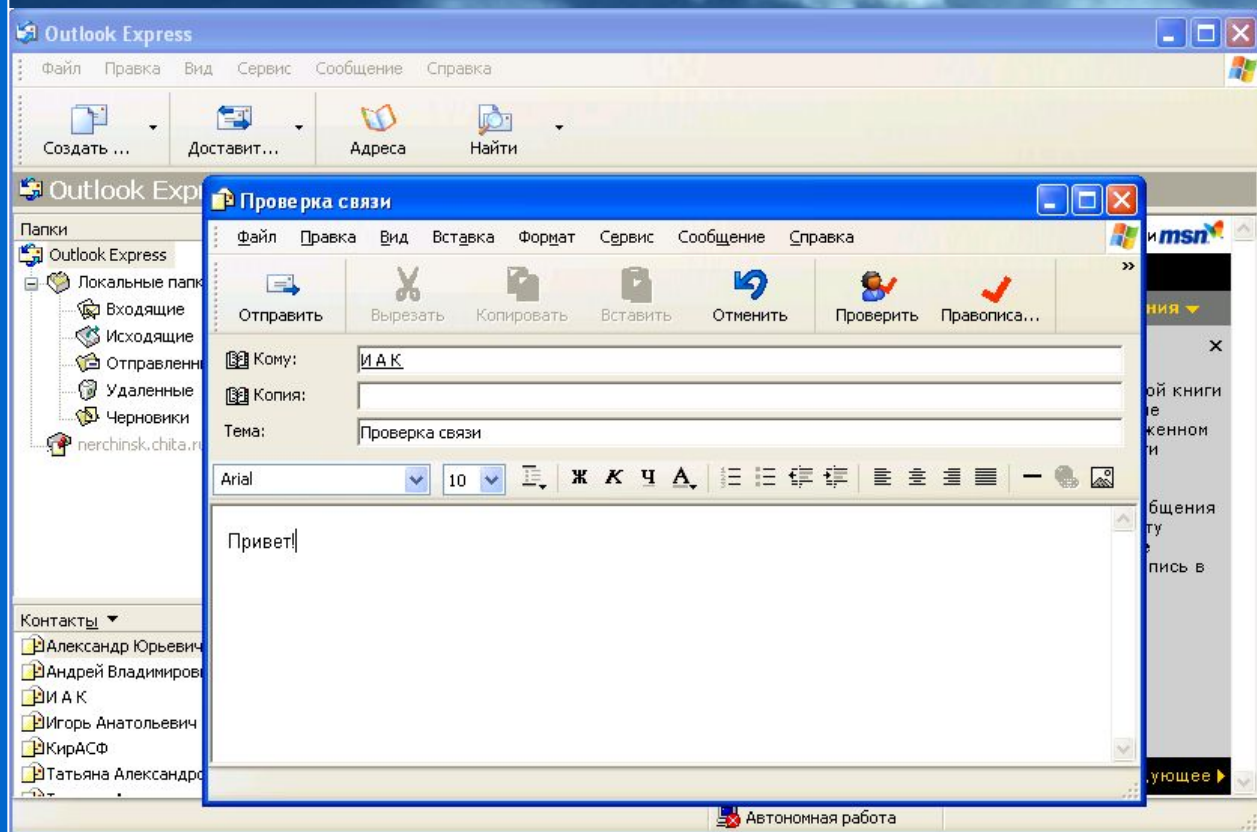 Outlook Express
Файл Правка Вид Сервис Сообщение Справка
Создать ... Доставит... Адреса Найти
Outlook Expr
Папки
Outlook Express
Локальные папк
Входящие
Исходящие
Отправленн
Удаленные
Черновики
nerchinsk.chita.ru
Контакты
Александр Юрьевич
Андрей Владимиров
И А К
Игорь Анатольевич
КирАСФ
Татьяна Александро
Проверка связи
Файл Правка Вид Вставка Формат Сервис Сообщение Справка
Отправить Вырезать Копировать Вставить Отменить Проверить Правописа... »
Кому: И А К
Копия:
Тема: Проверка связи
Arial 10 Ж К Ч А
Привет!
и msn
ния
ой книги
ie
женном
и
бщения
ту
пись в
ующее
Автономная работа